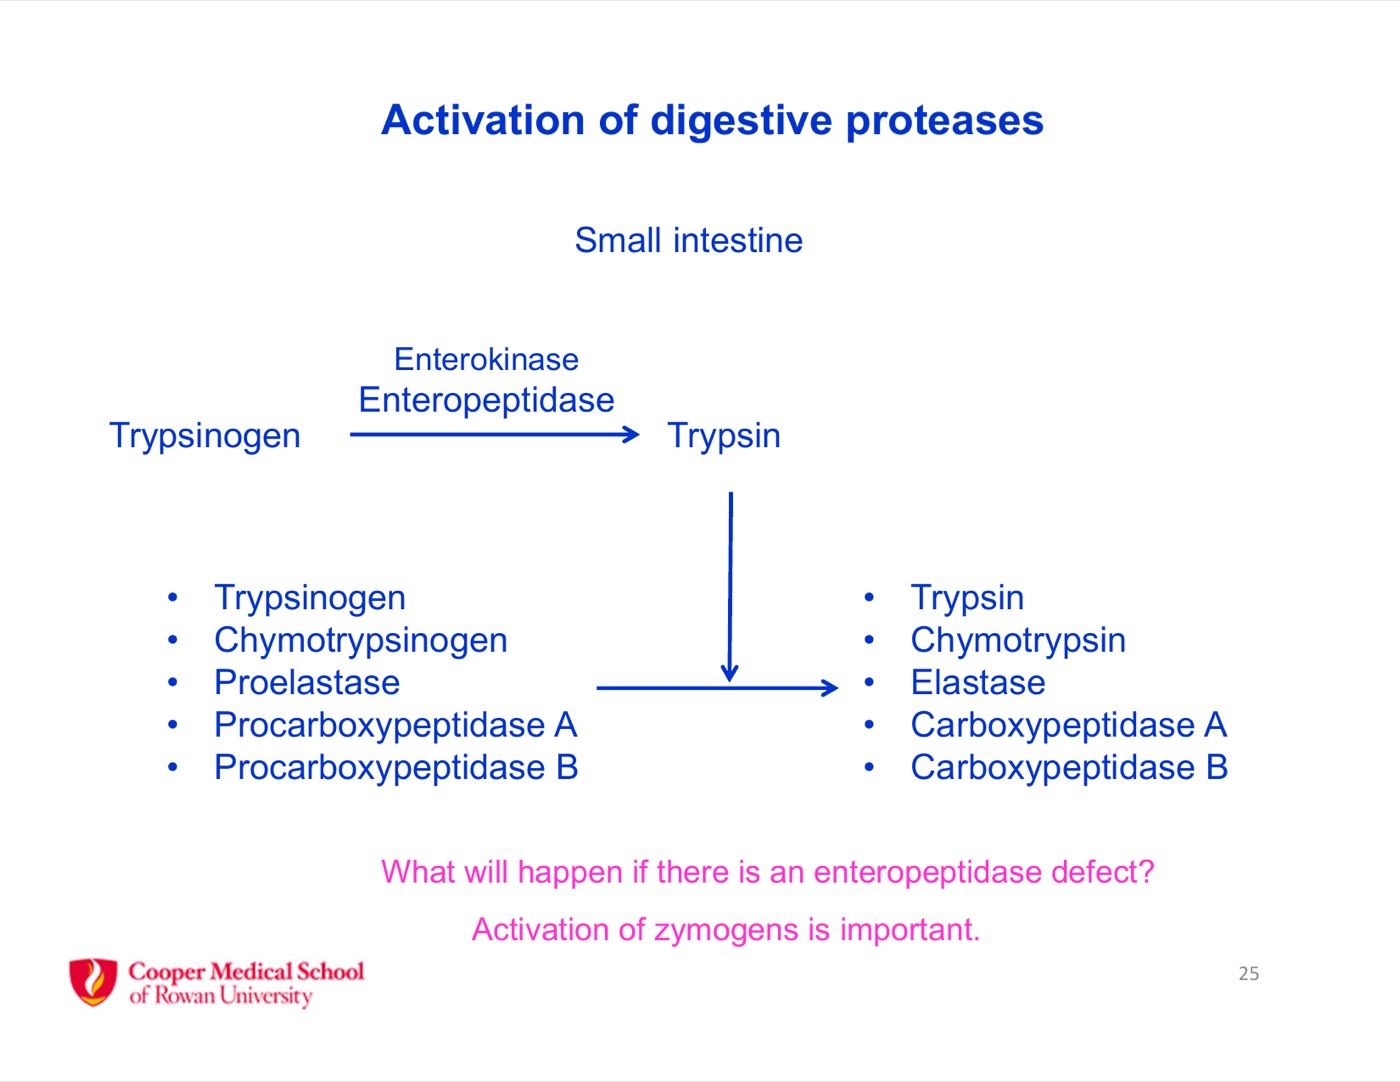 Activation of digestive proteases
Small intestine
Enterokinase
Enteropeptidase
Trypsinogen
Trypsin
• Trypsinogen
• Chymotrypsinogen
• Proelastase
• Procarboxypeptidase A
• Procarboxypeptidase B
• Trypsin
• Chymotrypsin
• Elastase
• Carboxypeptidase A
• Carboxypeptidase B
What will happen if there is an enteropeptidase defect?
Activation of zymogens is important.
Cooper Medical School
of Rowan University
25